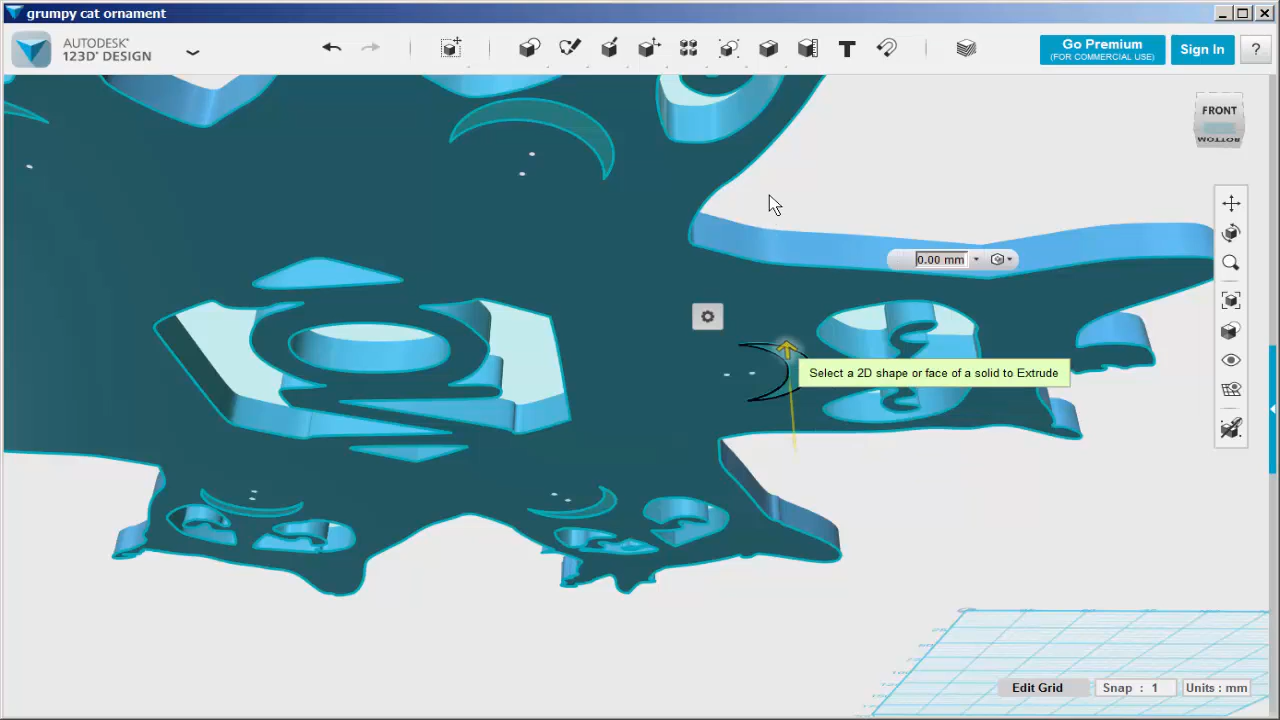 grumpy cat ornament
AUTODESK®
123D® DESIGN
Go Premium
(FOR COMMERCIAL USE)
Sign In
?
FRONT
BOTTOM
0.00 mm
Select a 2D shape or face of a solid to Extrude
Edit Grid
Snap : 1
Units : mm